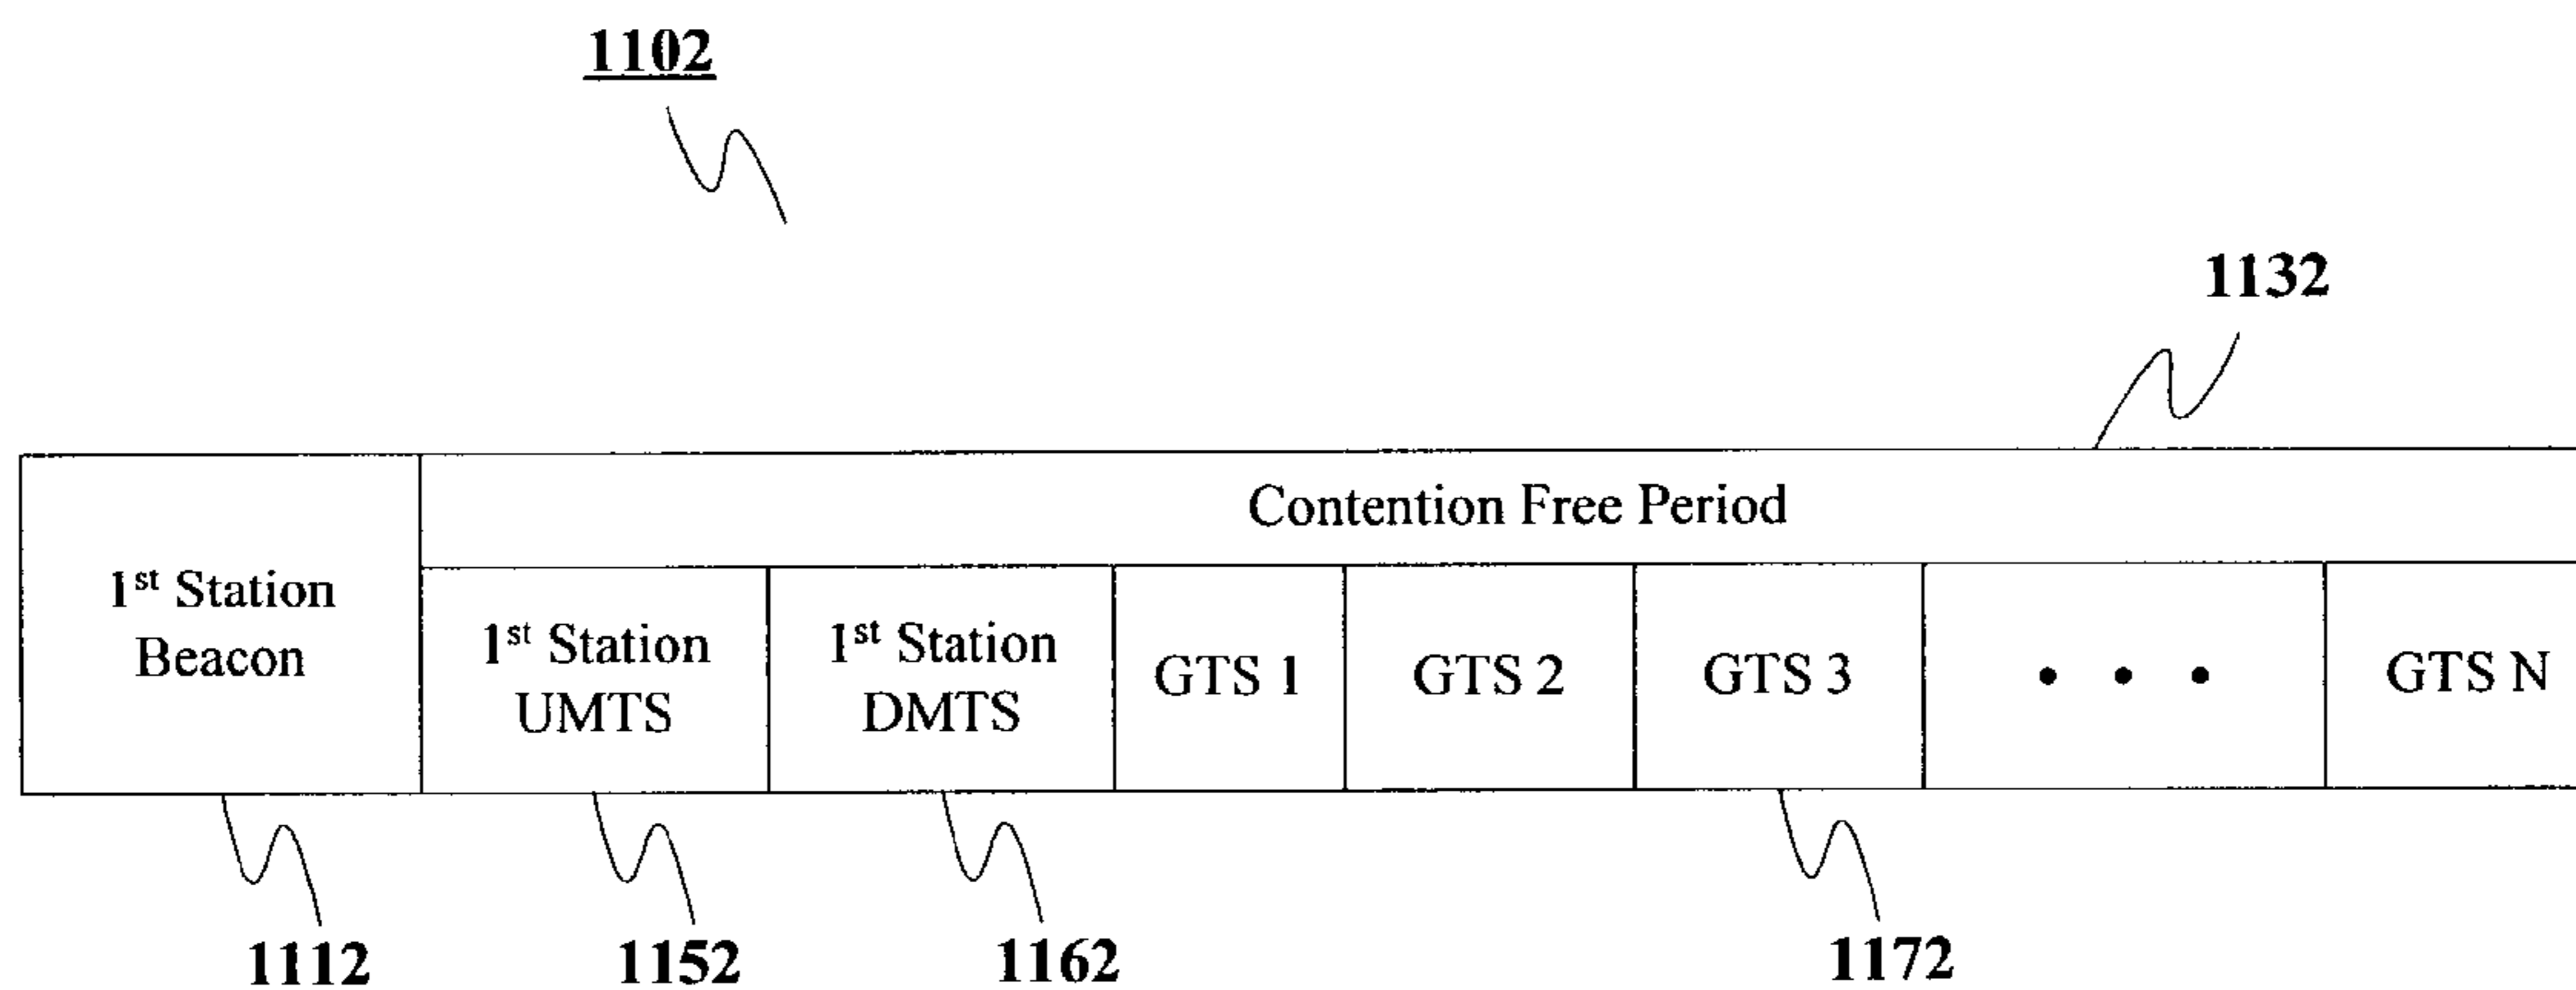 1102
1132
Contention Free Period
1st Station
Beacon
1st Station
UMTS
1st Station
DMTS
GTS 1
GTS 2
GTS 3
• • •
GTS N
1112
1152
1162
1172